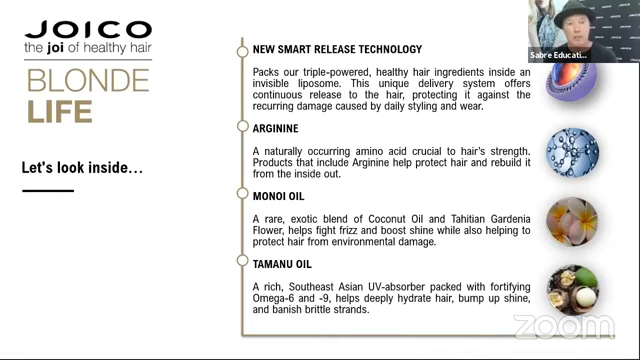 JOICO
the joi of healthy hair
BLONDE
LIFE
Let's look inside…
NEW SMART RELEASE TECHNOLOGY
Packs our triple-powered, healthy hair ingredients inside an
invisible liposome. This unique delivery system offers
continuous release to the hair, protecting it against the
recurring damage caused by daily styling and wear.
ARGININE
A naturally occurring amino acid crucial to hair's strength.
Products that include Arginine help protect hair and rebuild it
from the inside out.
MONOI OIL
A rare, exotic blend of Coconut Oil and Tahitian Gardenia
Flower, helps fight frizz and boost shine while also helping to
protect hair from environmental damage.
TAMANU OIL
A rich, Southeast Asian UV-absorber packed with fortifying
Omega-6 and -9, helps deeply hydrate hair, bump up shine,
and banish brittle strands.
Sabre Educati...
zoom